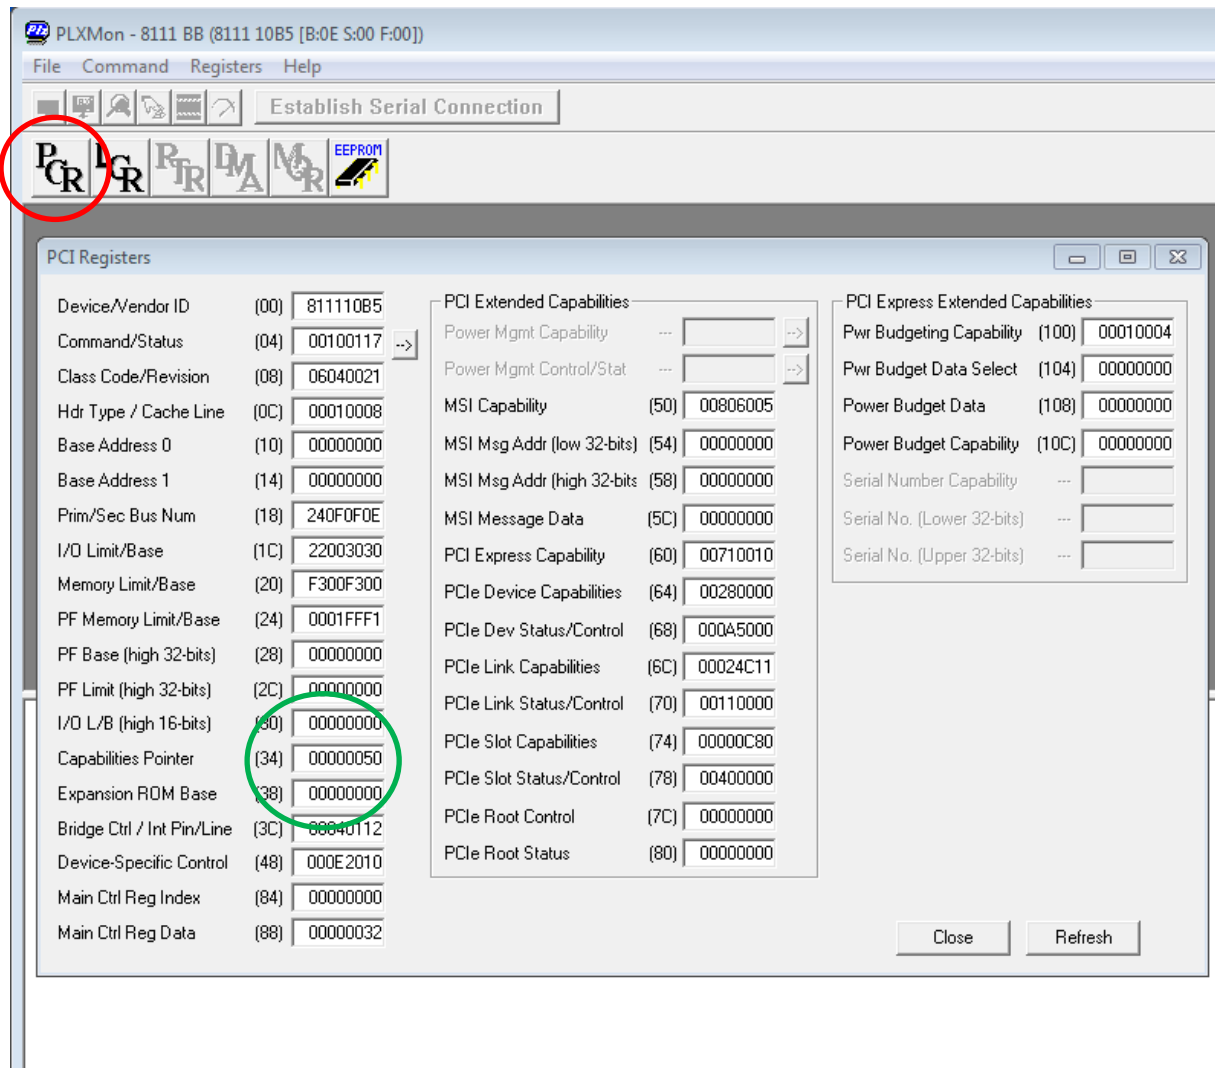 PLXMon - 8111 BB (8111 10B5 [B:0E S:00 F:00])
File Command Registers Help
Establish Serial Connection
PCR LCR RTR DMA MQR EEPROM
PCI Registers
Device/Vendor ID (00) 811110B5
Command/Status (04) 00100117 -->
Class Code/Revision (08) 06040021
Hdr Type / Cache Line (0C) 00010008
Base Address 0 (10) 00000000
Base Address 1 (14) 00000000
Prim/Sec Bus Num (18) 240F0F0E
I/O Limit/Base (1C) 22003030
Memory Limit/Base (20) F300F300
PF Memory Limit/Base (24) 0001FFF1
PF Base (high 32-bits) (28) 00000000
PF Limit (high 32-bits) (2C) 00000000
I/O L/B (high 16-bits) (30) 00000000
Capabilities Pointer (34) 00000050
Expansion ROM Base (38) 00000000
Bridge Ctrl / Int Pin/Line (3C)
Device-Specific Control (48) 000E2010
Main Ctrl Reg Index (84) 00000000
Main Ctrl Reg Data (88) 00000032
PCI Extended Capabilities
Power Mgmt Capability --- -->
Power Mgmt Control/Stat --- -->
MSI Capability (50) 00806005
MSI Msg Addr (low 32-bits) (54) 00000000
MSI Msg Addr (high 32-bits (58) 00000000
MSI Message Data (5C) 00000000
PCI Express Capability (60) 00710010
PCIe Device Capabilities (64) 00280000
PCIe Dev Status/Control (68) 000A5000
PCIe Link Capabilities (6C) 00024C11
PCIe Link Status/Control (70) 00110000
PCIe Slot Capabilities (74) 00000C80
PCIe Slot Status/Control (78) 00400000
PCIe Root Control (7C) 00000000
PCIe Root Status (80) 00000000
PCI Express Extended Capabilities
Pwr Budgeting Capability (100) 00010004
Pwr Budget Data Select (104) 00000000
Power Budget Data (108) 00000000
Power Budget Capability (10C) 00000000
Serial Number Capability ---
Serial No. (Lower 32-bits) ---
Serial No. (Upper 32-bits) ---
Close Refresh